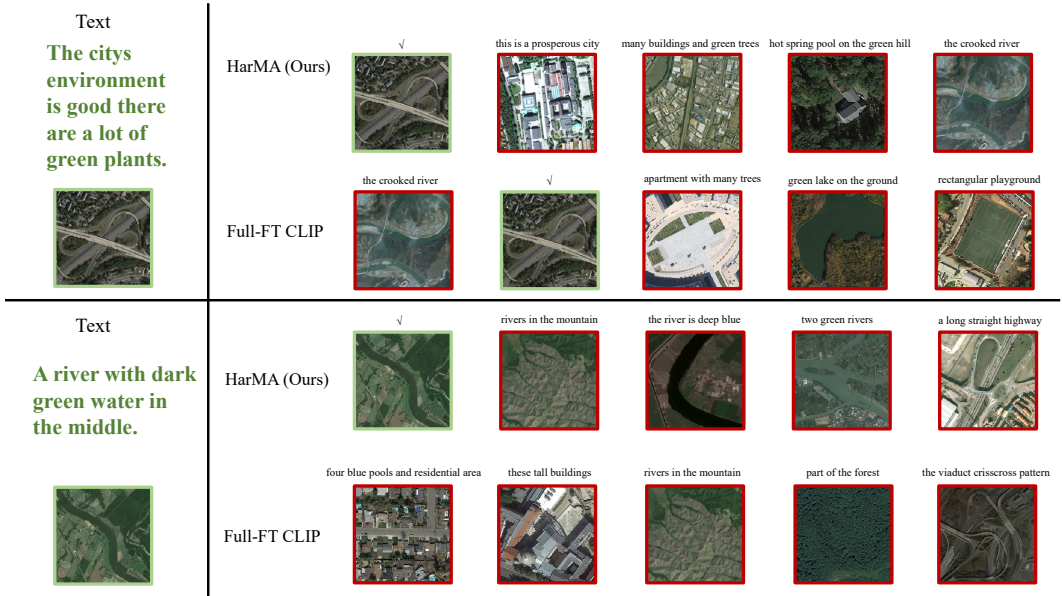 Text
The citys
environment
is good there
are a lot of
green plants.
HarMA (Ours)
√
this is a prosperous city
many buildings and green trees
hot spring pool on the green hill
the crooked river
Full-FT CLIP
the crooked river
√
apartment with many trees
green lake on the ground
rectangular playground
Text
A river with dark
green water in
the middle.
HarMA (Ours)
√
rivers in the mountain
the river is deep blue
two green rivers
a long straight highway
Full-FT CLIP
four blue pools and residential area
these tall buildings
rivers in the mountain
part of the forest
the viaduct crisscross pattern